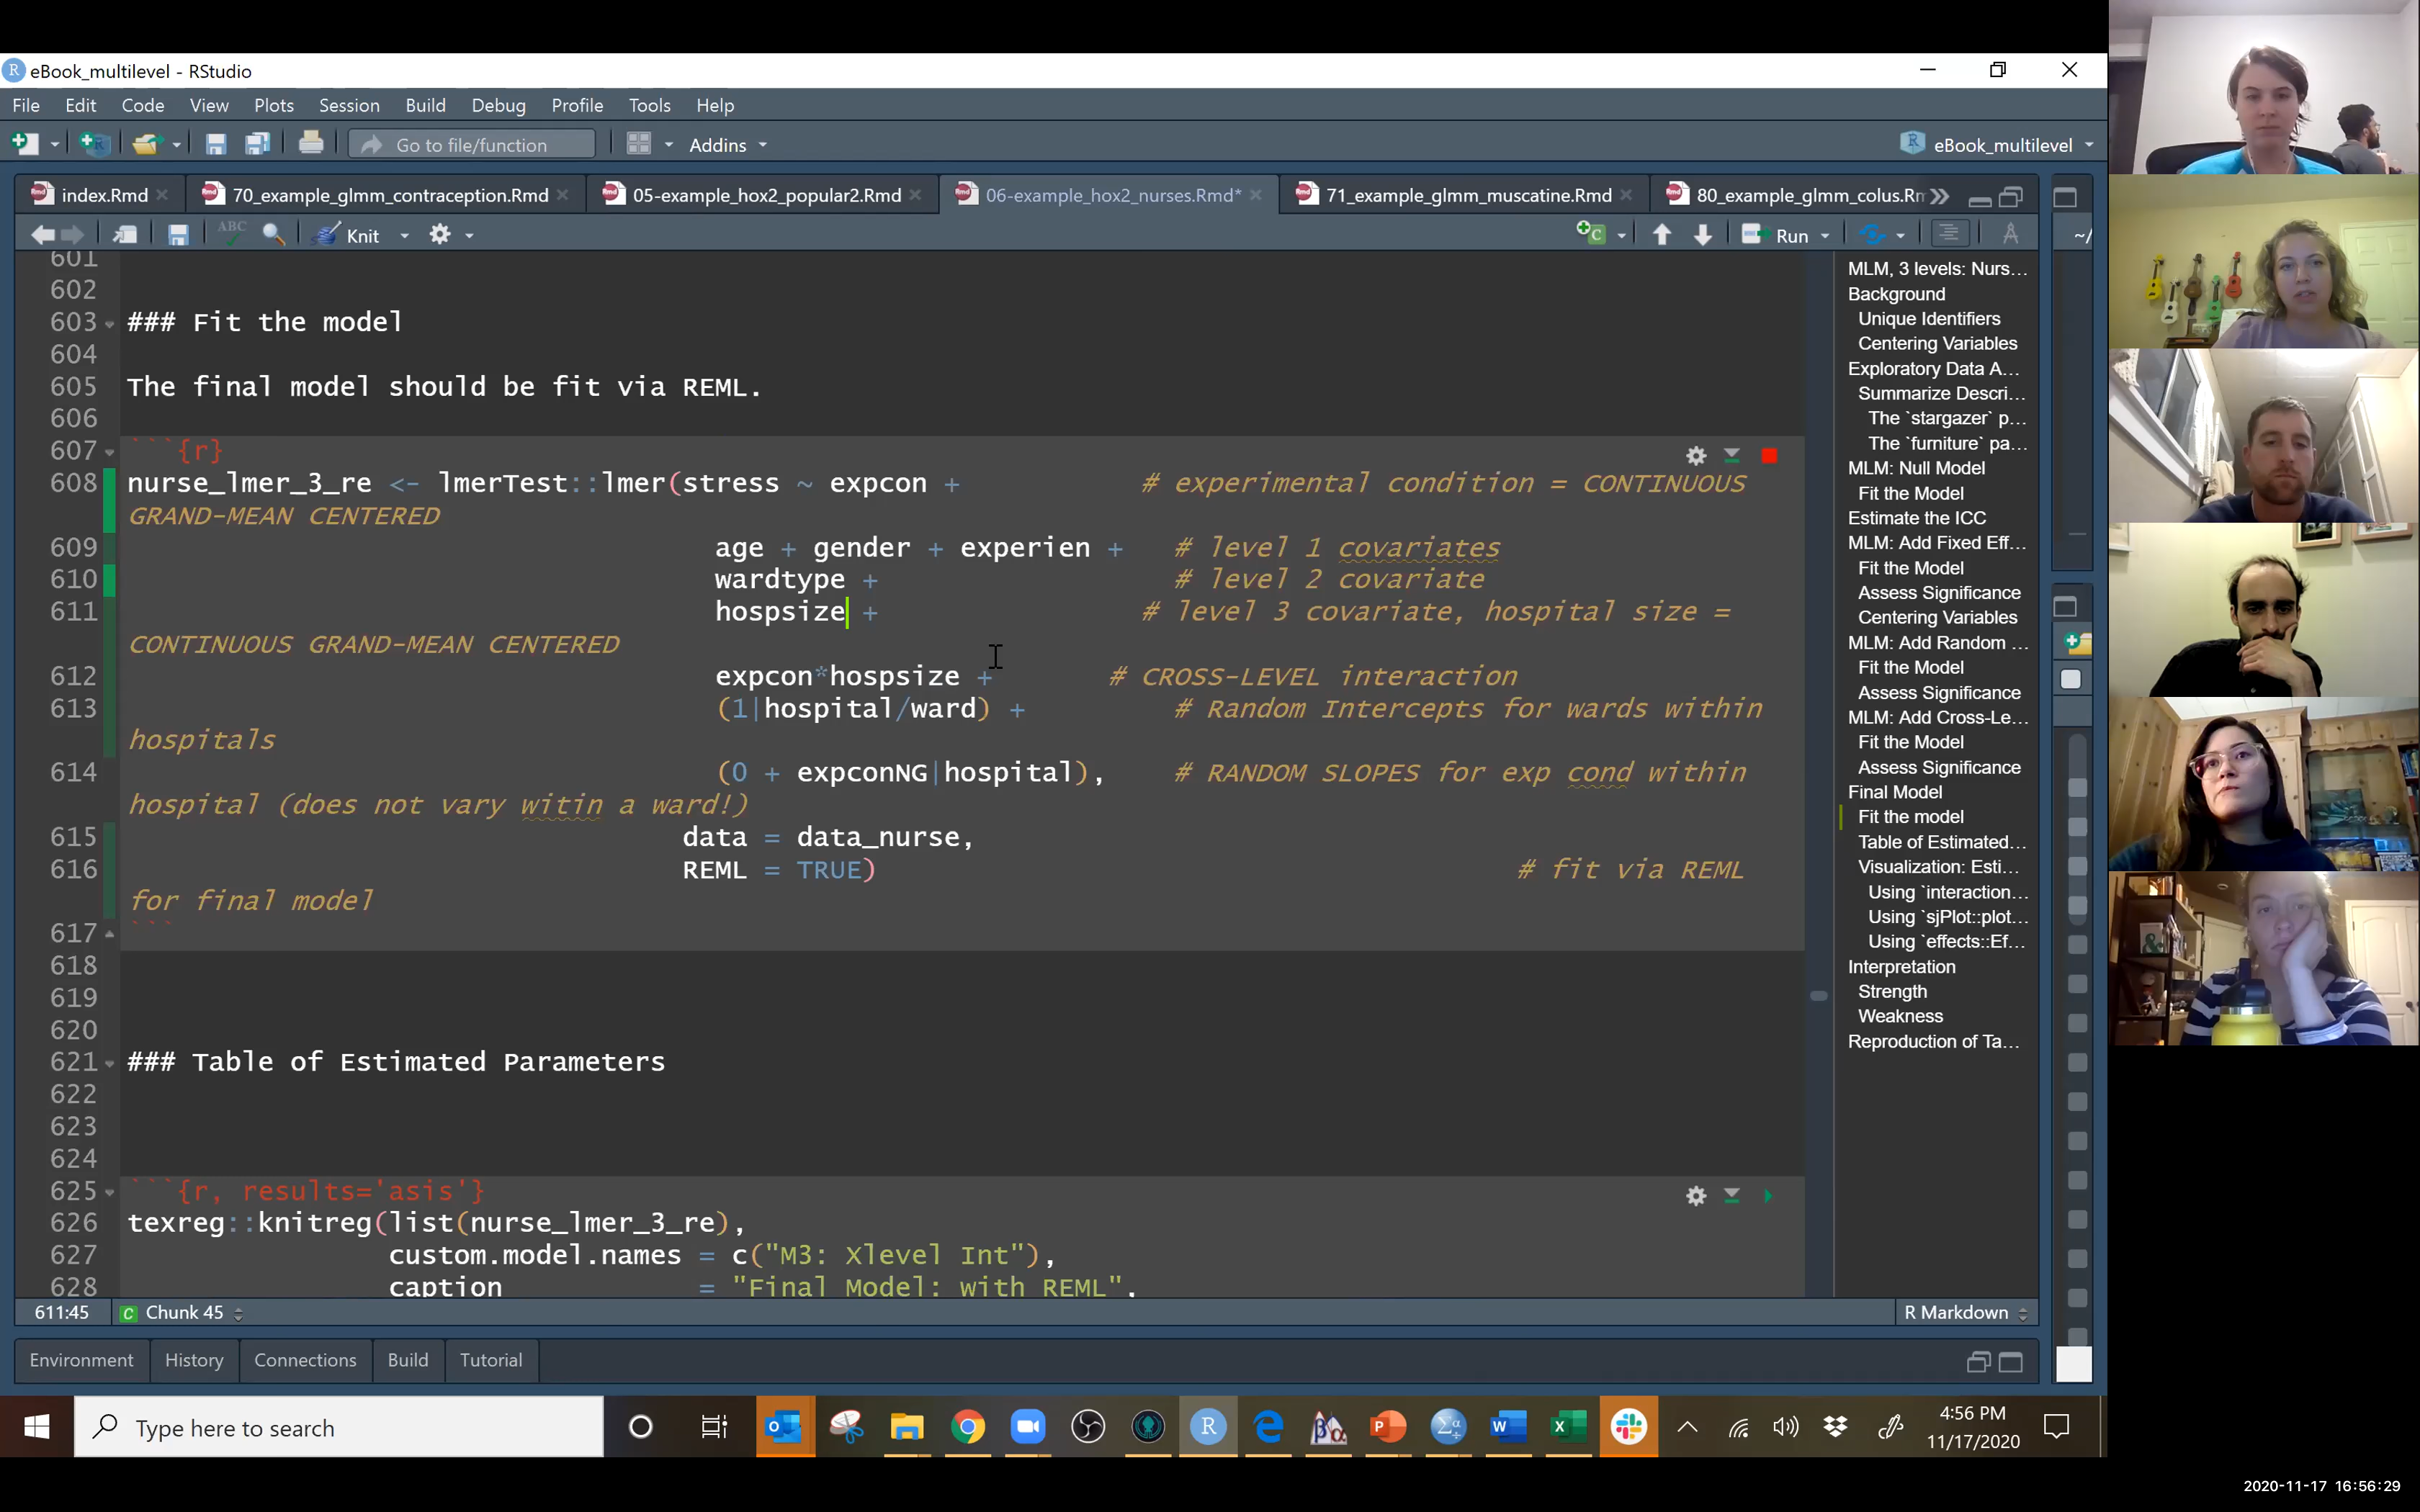 eBook_multilevel - RStudio
File Edit Code View Plots Session Build Debug Profile Tools Help
Go to file/function Addins eBook_multilevel
index.Rmd 70_example_glmm_contraception.Rmd 05-example_hox2_popular2.Rmd 06-example_hox2_nurses.Rmd* 71_example_glmm_muscatine.Rmd 80_example_glmm_colus.Rm
ABC Knit Run ~/
601
602
603 ### Fit the model
604
605 The final model should be fit via REML.
606
607 ```{r}
608 nurse_lmer_3_re <- lmerTest::lmer(stress ~ expcon + # experimental condition = CONTINUOUS
GRAND-MEAN CENTERED
609 age + gender + experien + # level 1 covariates
610 wardtype + # level 2 covariate
611 hospsize + # level 3 covariate, hospital size =
CONTINUOUS GRAND-MEAN CENTERED
612 expcon*hospsize + # CROSS-LEVEL interaction
613 (1|hospital/ward) + # Random Intercepts for wards within
hospitals
614 (0 + expconNG|hospital), # RANDOM SLOPES for exp cond within
hospital (does not vary witin a ward!)
615 data = data_nurse,
616 REML = TRUE) # fit via REML
for final model
617 ```
618
619
620
621 ### Table of Estimated Parameters
622
623
624
625 ```{r, results='asis'}
626 texreg::knitreg(list(nurse_lmer_3_re),
627 custom.model.names = c("M3: Xlevel Int"),
628 caption = "Final Model: with REML",
MLM, 3 levels: Nurs...
Background
Unique Identifiers
Centering Variables
Exploratory Data A...
Summarize Descri...
The `stargazer` p...
The `furniture` pa...
MLM: Null Model
Fit the Model
Estimate the ICC
MLM: Add Fixed Eff...
Fit the Model
Assess Significance
Centering Variables
MLM: Add Random ...
Fit the Model
Assess Significance
MLM: Add Cross-Le...
Fit the Model
Assess Significance
Final Model
Fit the model
Table of Estimated...
Visualization: Esti...
Using `interaction...
Using `sjPlot::plot...
Using `effects::Ef...
Interpretation
Strength
Weakness
Reproduction of Ta...
611:45 Chunk 45 R Markdown
Environment History Connections Build Tutorial
Type here to search
4:56 PM
11/17/2020
2020-11-17 16:56:29